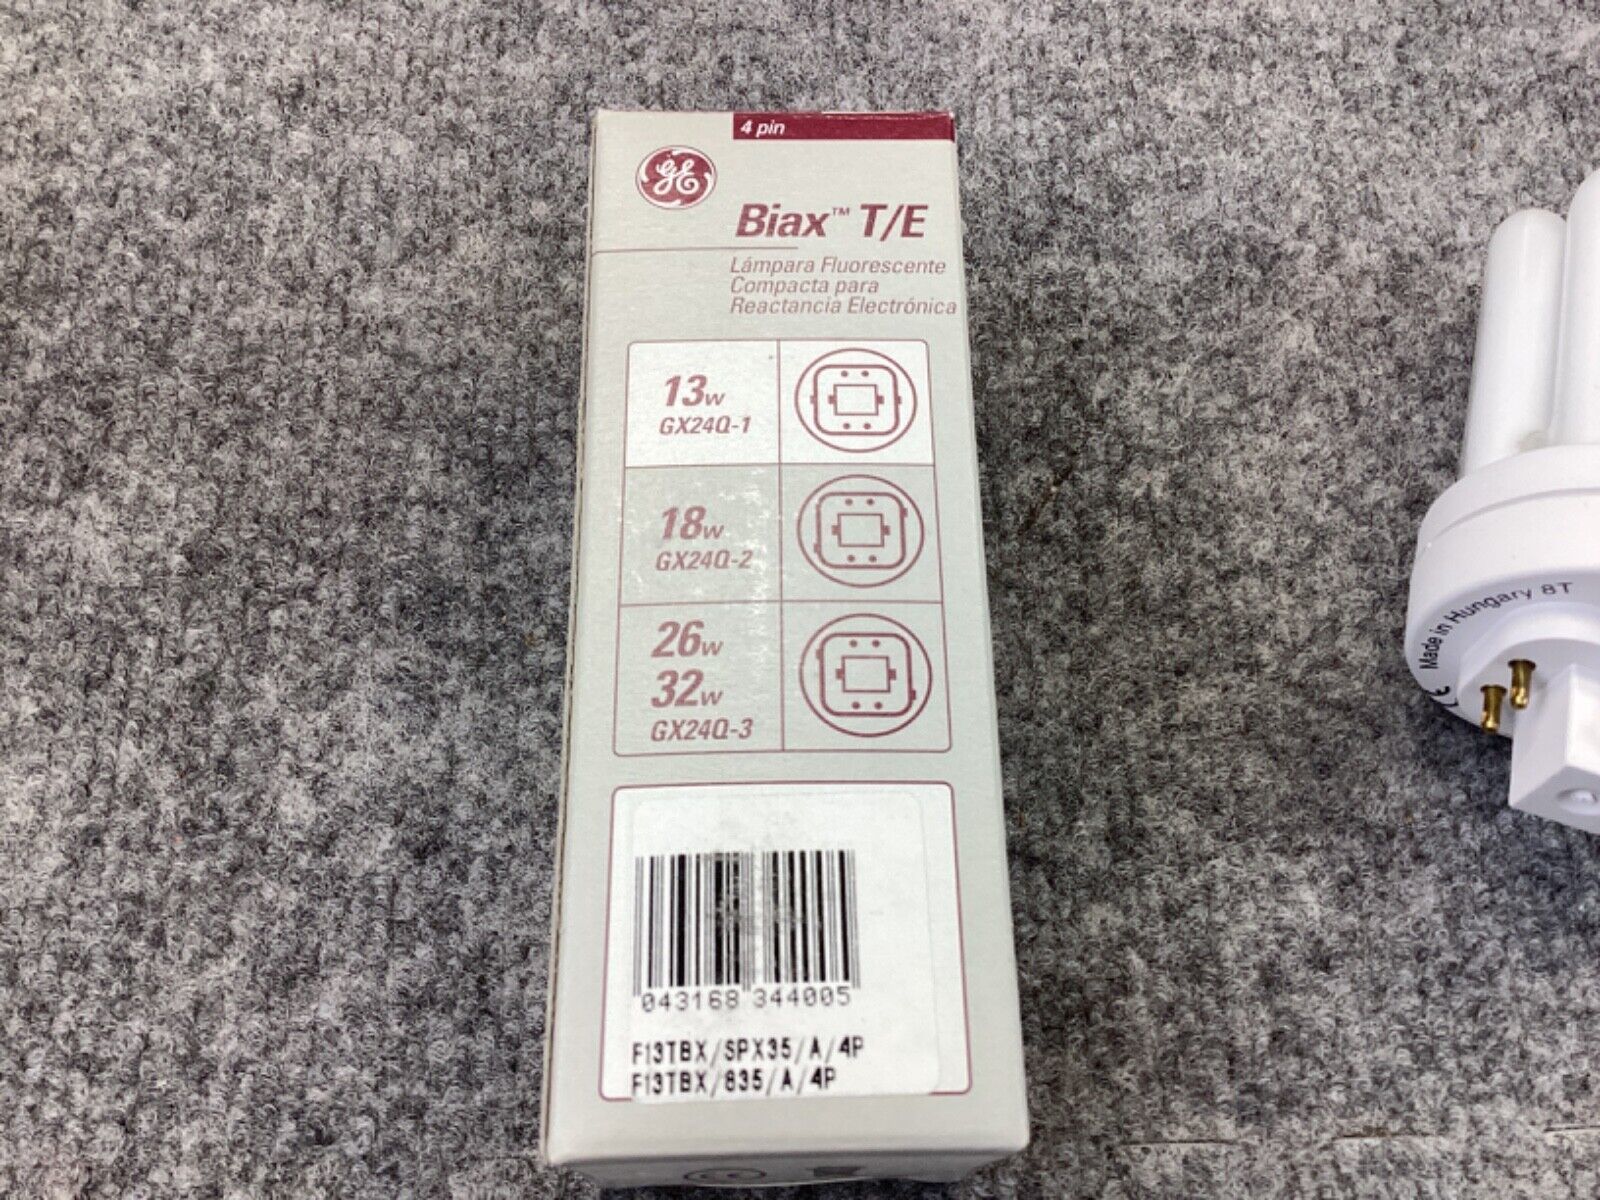 4 pin
GE
Biax™ T/E
Lámpara Fluorescente
Compacta para
Reactancia Electrónica
13w
GX24Q-1
18w
GX24Q-2
26w
32w
GX24Q-3
043168 344005
F13TBX/SPX35/A/4P
F13TBX/835/A/4P
Made in Hungary 8T
CE